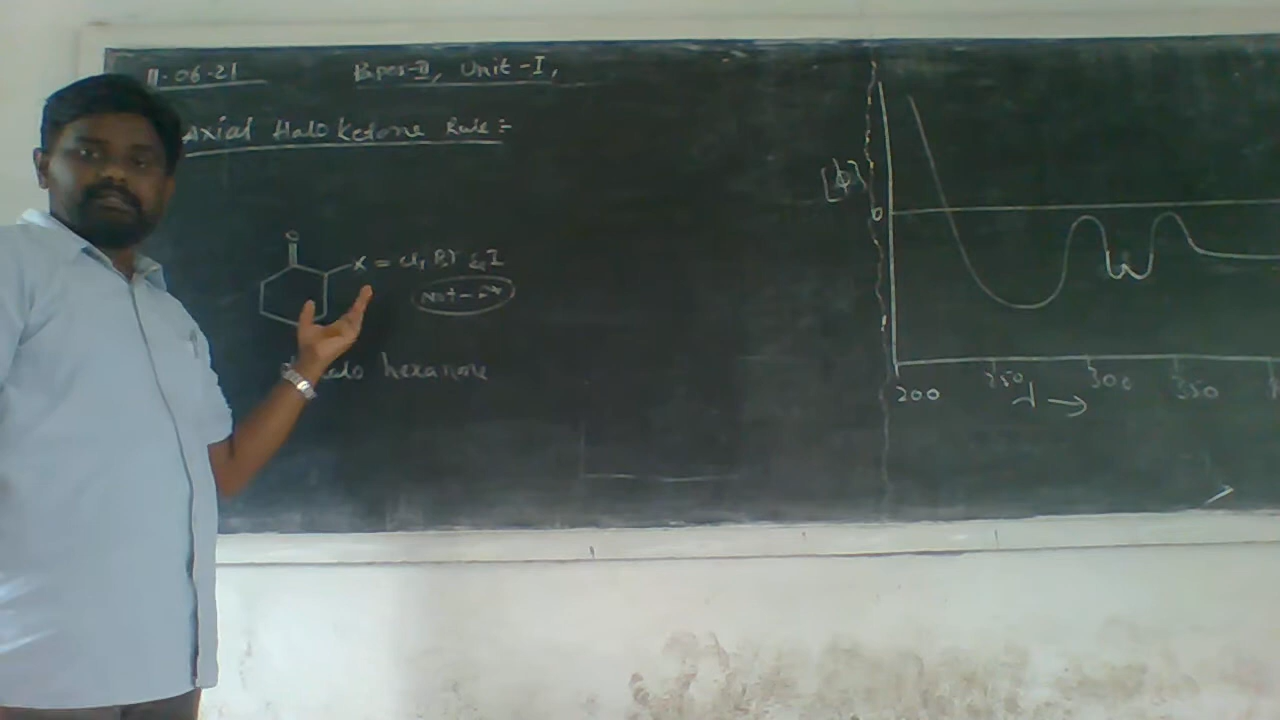 11.06.21
Paper-II, Unit-I,
Axial Halo ketone Rule :-
O
X = Cl, Br & I
Not-F
hexanone
[ϕ]
0
200 250 300 350
λ →